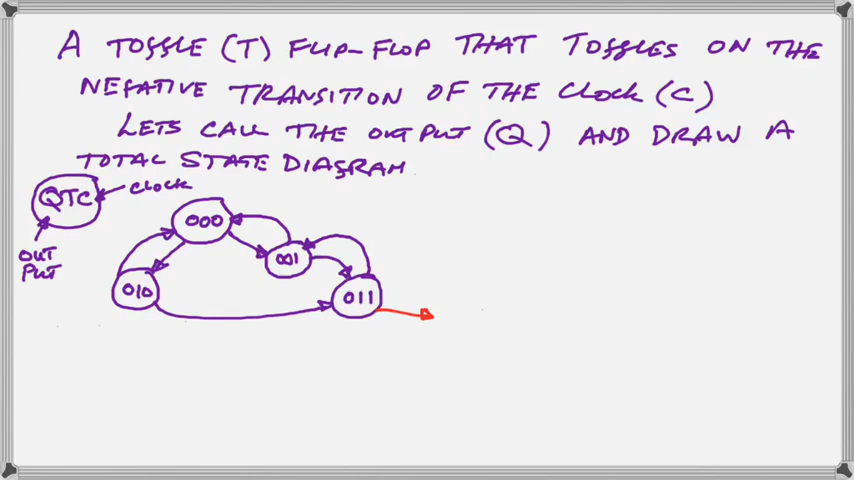 A TOGGLE (T) FLIP-FLOP THAT TOGGLES ON THE
NEGATIVE TRANSITION OF THE CLOCK (C)
LETS CALL THE OUTPUT (Q) AND DRAW A
TOTAL STATE DIAGRAM
QTC
CLOCK
OUT
PUT
000
001
010
011